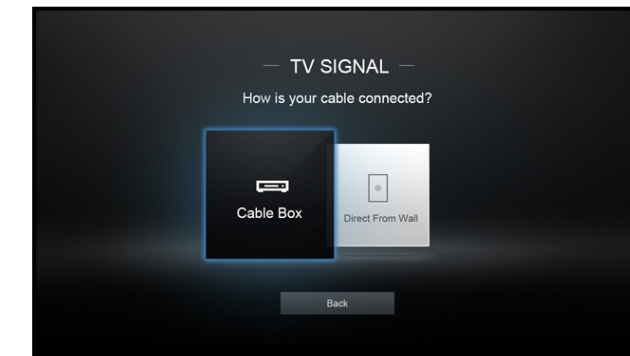 TV SIGNAL
How is your cable connected?
Cable Box
Direct From Wall
Back